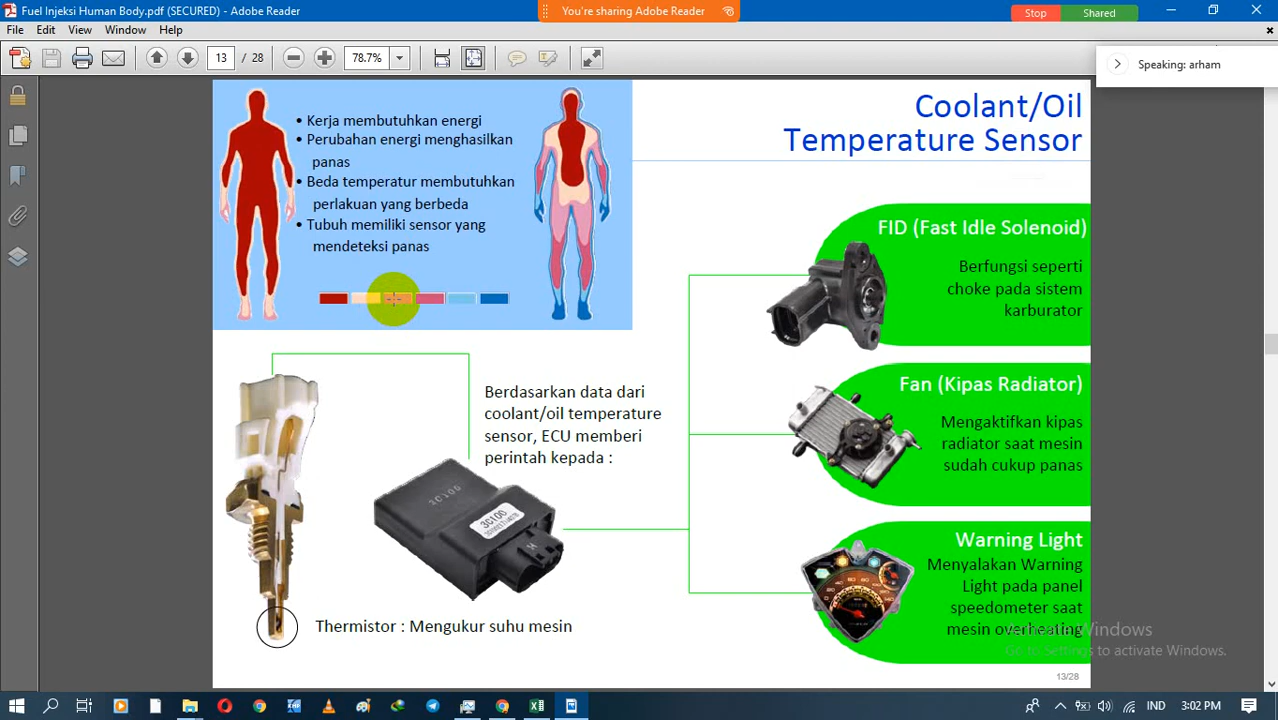 Fuel Injeksi Human Body.pdf (SECURED) - Adobe Reader
You're sharing Adobe Reader
Stop
Shared
File Edit View Window Help
13 / 28
78.7%
Speaking: arham
• Kerja membutuhkan energi
• Perubahan energi menghasilkan
panas
• Beda temperatur membutuhkan
perlakuan yang berbeda
• Tubuh memiliki sensor yang
mendeteksi panas
Coolant/Oil
Temperature Sensor
FID (Fast Idle Solenoid)
Berfungsi seperti
choke pada sistem
karburator
Fan (Kipas Radiator)
Mengaktifkan kipas
radiator saat mesin
sudah cukup panas
Berdasarkan data dari
coolant/oil temperature
sensor, ECU memberi
perintah kepada :
30100
30100
Warning Light
Menyalakan Warning
Light pada panel
speedometer saat
mesin overheating
Thermistor : Mengukur suhu mesin
Activate Windows
Go to Settings to activate Windows.
13/28
IND
3:02 PM